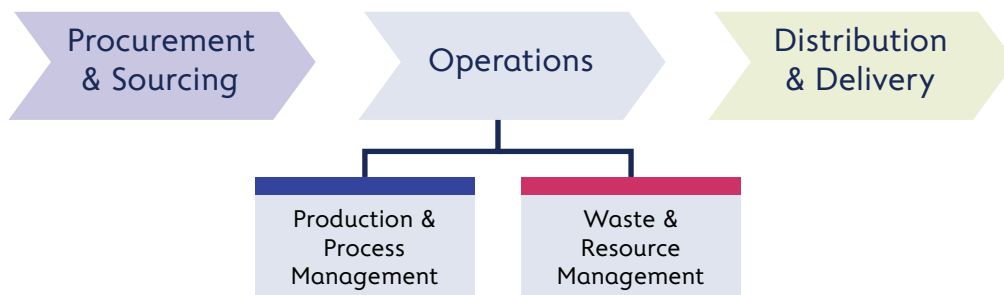 Procurement
& Sourcing
Operations
Distribution
& Delivery
Production &
Process
Management
Waste &
Resource
Management